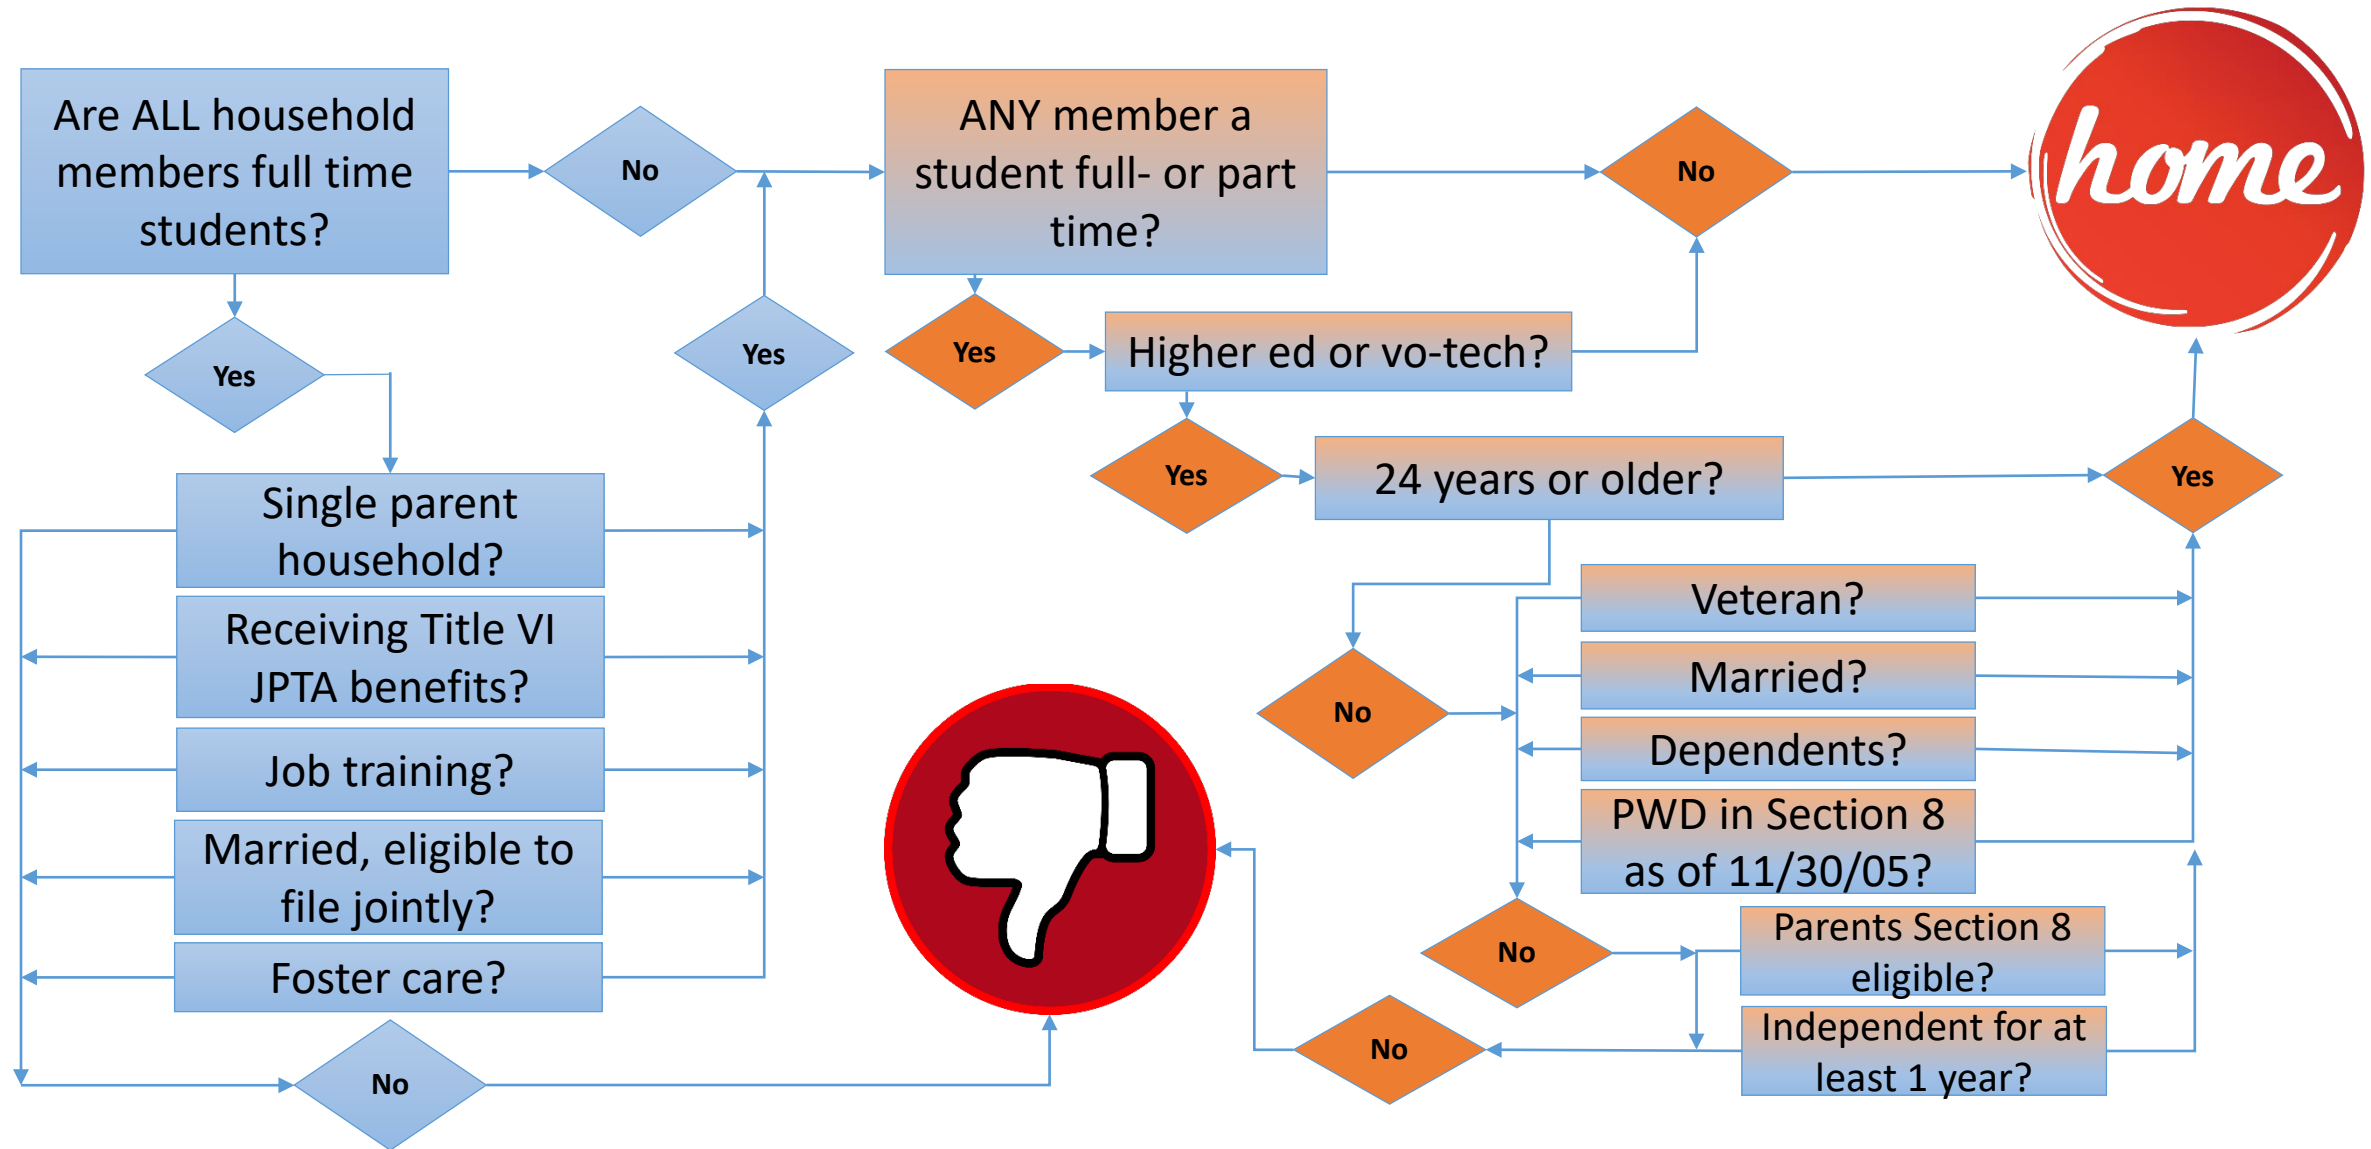 Are ALL household
members full time
students?
No
ANY member a
student full- or part
time?
No
home
Yes
Yes
Yes
Higher ed or vo-tech?
Yes
24 years or older?
Yes
Single parent
household?
Receiving Title VI
JPTA benefits?
Job training?
Married, eligible to
file jointly?
Foster care?
No
No
Veteran?
Married?
Dependents?
PWD in Section 8
as of 11/30/05?
No
Parents Section 8
eligible?
Independent for at
least 1 year?
No